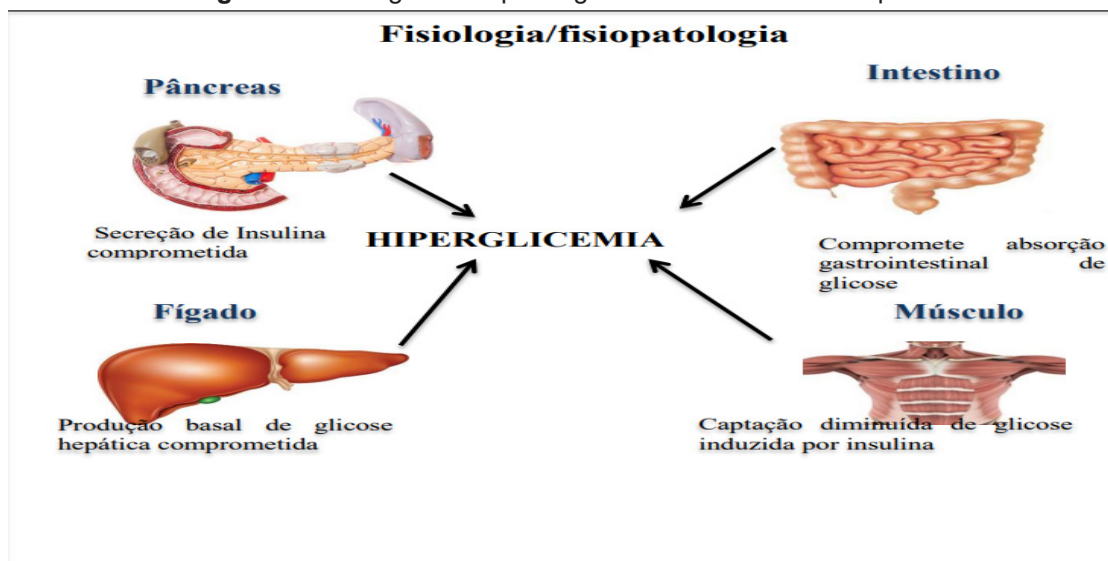 Fisiologia/fisiopatologia
Pâncreas
Secreção de Insulina
comprometida
Intestino
Compromete absorção
gastrointestinal de
glicose
HIPERGLICEMIA
Fígado
Produção basal de glicose
hepática comprometida
Músculo
Captação diminuída de glicose
induzida por insulina